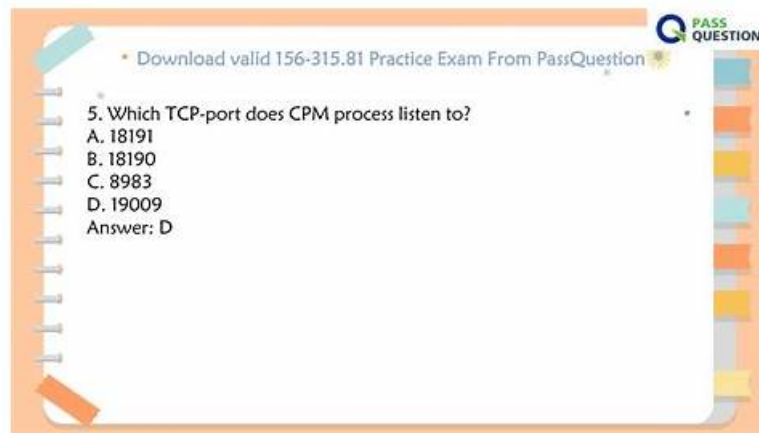 PASS
QUESTION
• Download valid 156-315.81 Practice Exam From PassQuestion
5. Which TCP-port does CPM process listen to?
A. 18191
B. 18190
C. 8983
D. 19009
Answer: D